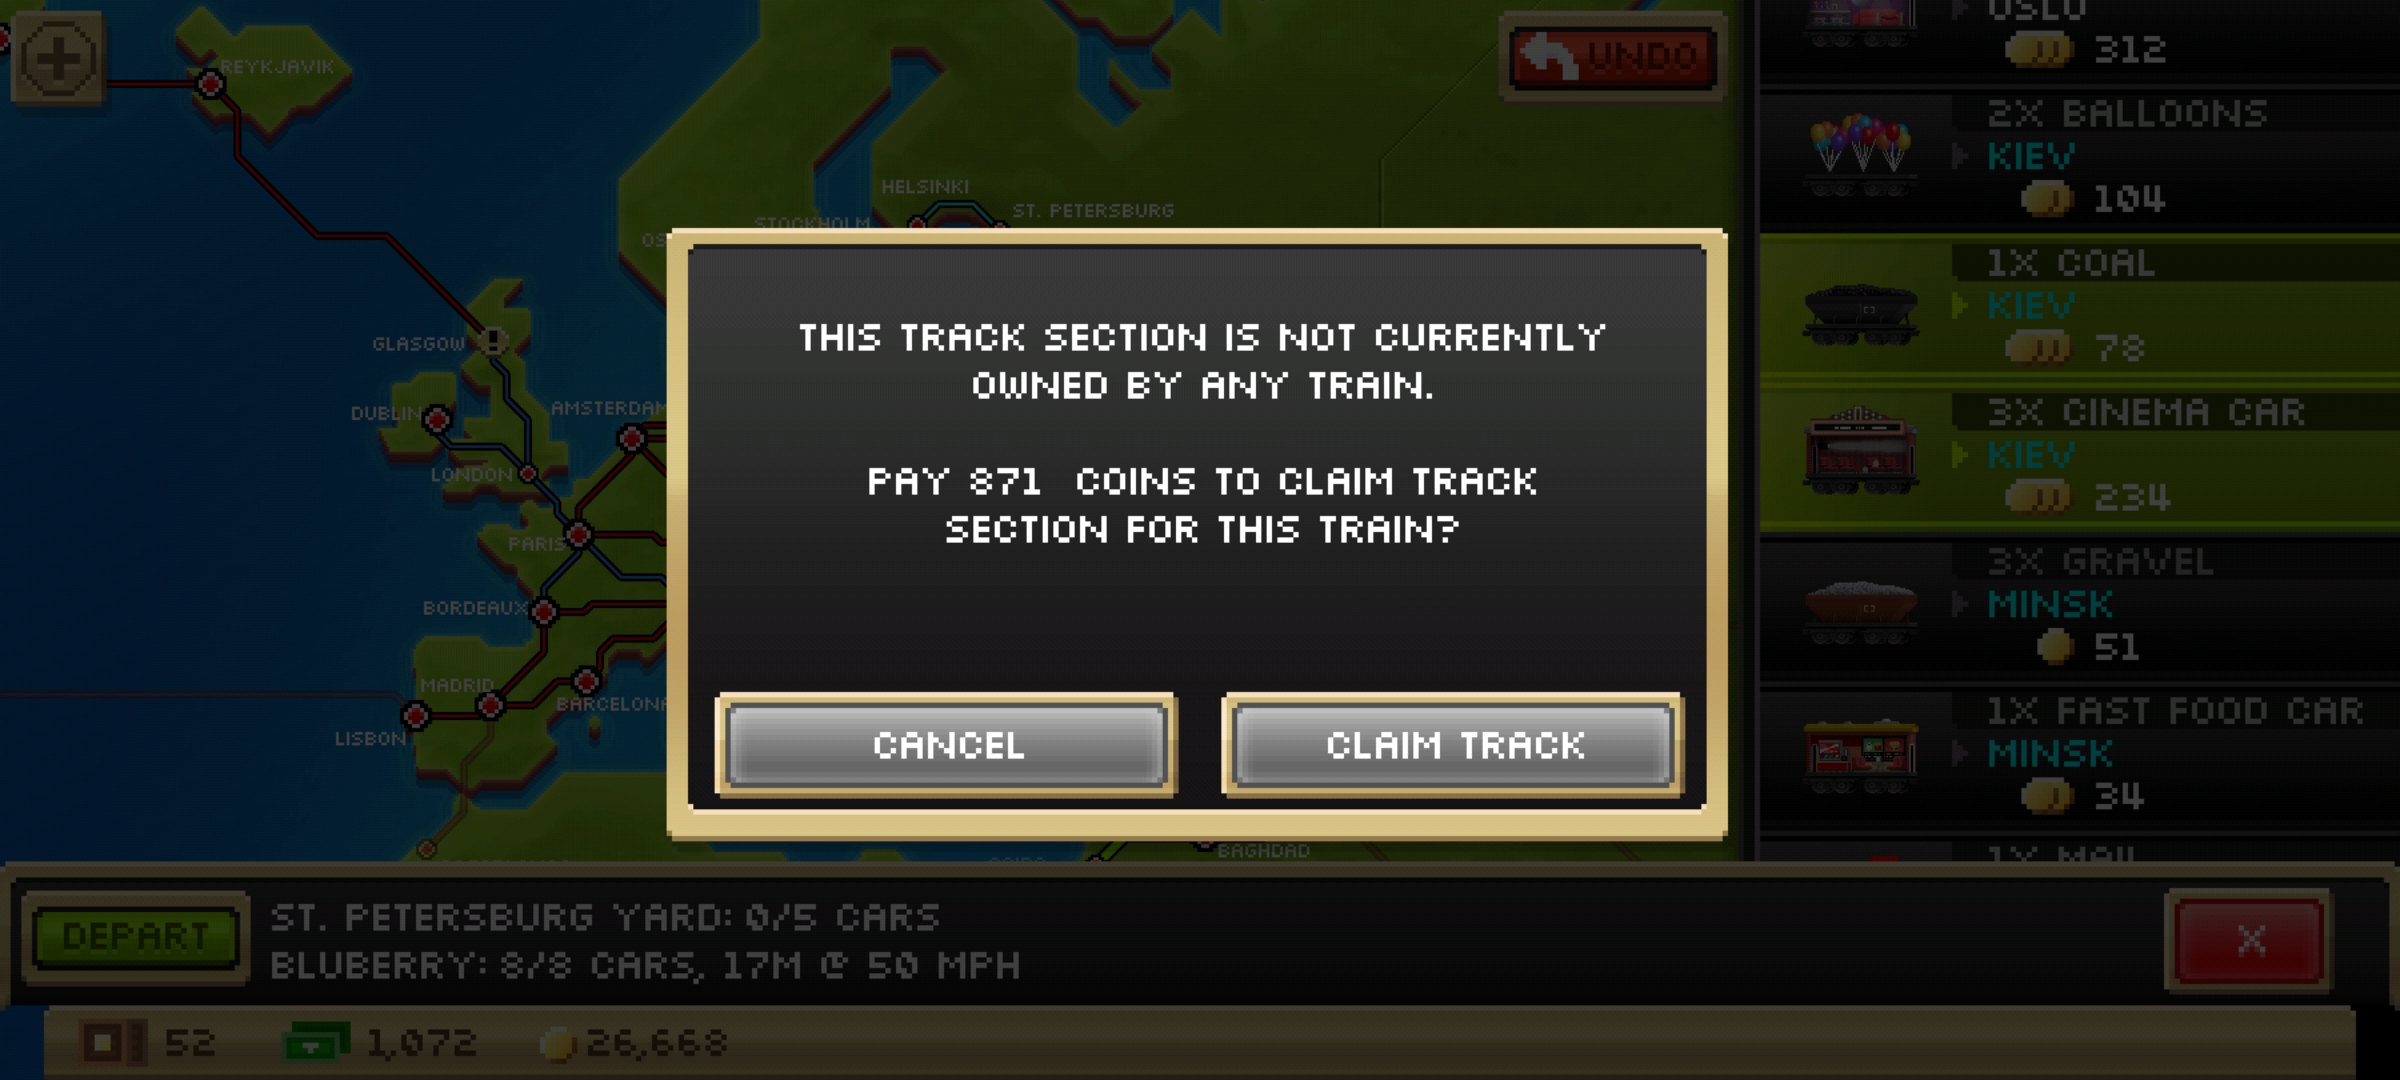 REYKJAVIK
UNDO
OSLO
312
2X BALLOONS
KIEV
104
HELSINKI
ST. PETERSBURG
STOCKHOLM
OS
1X COAL
KIEV
78
THIS TRACK SECTION IS NOT CURRENTLY
OWNED BY ANY TRAIN.
GLASGOW
DUBLIN
AMSTERDAM
3X CINEMA CAR
KIEV
234
LONDON
PAY 871 COINS TO CLAIM TRACK
SECTION FOR THIS TRAIN?
PARIS
3X GRAVEL
MINSK
51
BORDEAUX
MADRID
BARCELONA
LISBON
CANCEL
CLAIM TRACK
1X FAST FOOD CAR
MINSK
34
CAIRO
BAGHDAD
1X MAIL
DEPART
ST. PETERSBURG YARD: 0/5 CARS
BLUBERRY: 8/8 CARS, 17M @ 50 MPH
X
52
1,072
26,668